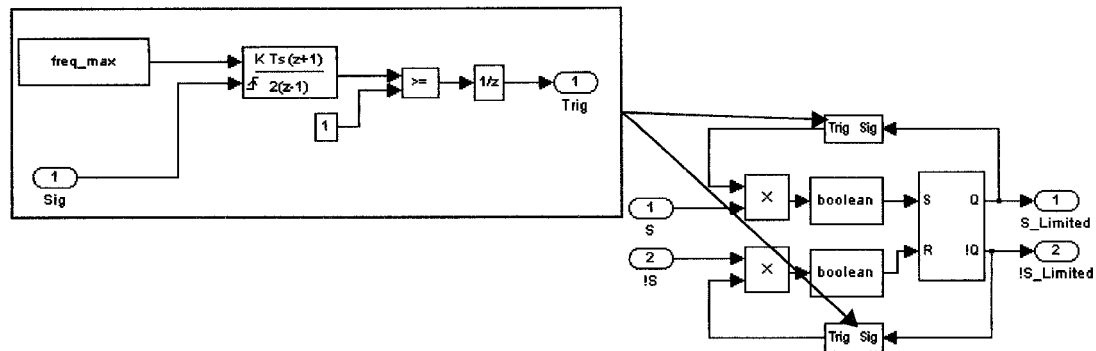 freq_max
K Ts (z+1)
2(z-1)
>=
1/z
1
Trig
1
1
Sig
Trig Sig
1
S
×
boolean
S Q
R !Q
1
S_Limited
2
!S
×
boolean
2
!S_Limited
Trig Sig